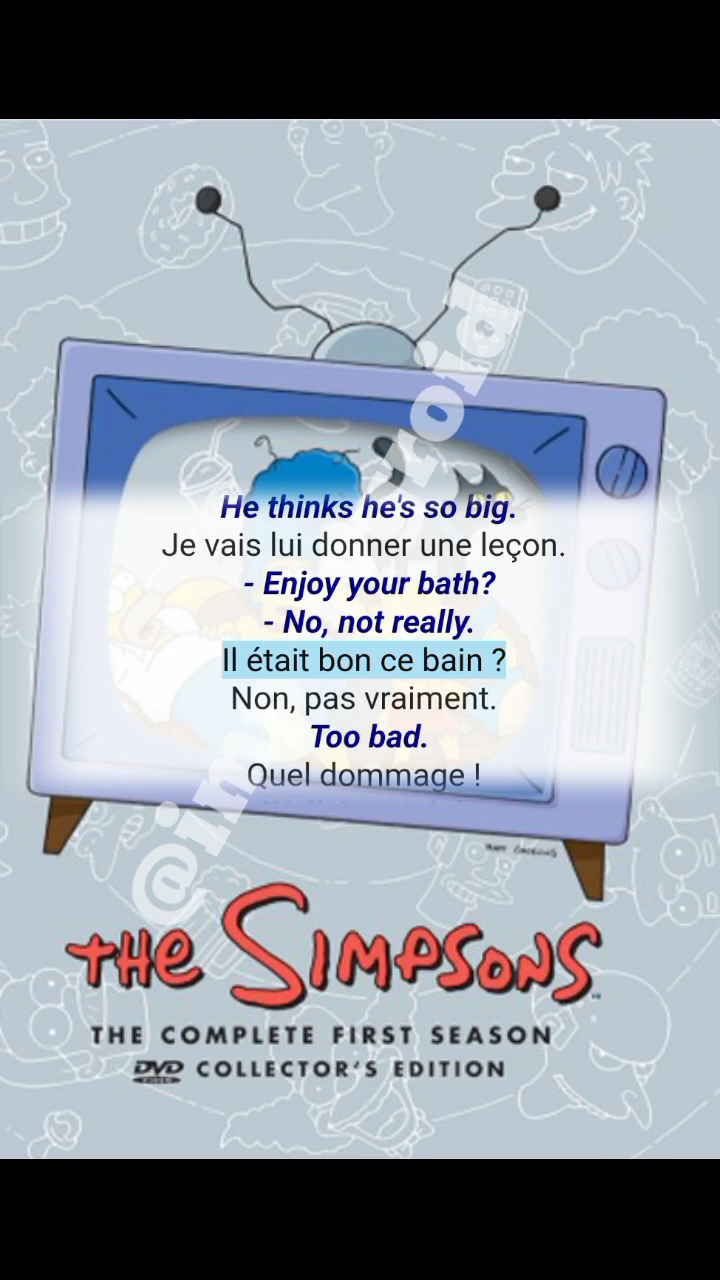 He thinks he's so big.
Je vais lui donner une leçon.
- Enjoy your bath?
- No, not really.
Il était bon ce bain ?
Non, pas vraiment.
Too bad.
Quel dommage !
THE SIMPSONS
THE COMPLETE FIRST SEASON
DVD VIDEO COLLECTOR'S EDITION